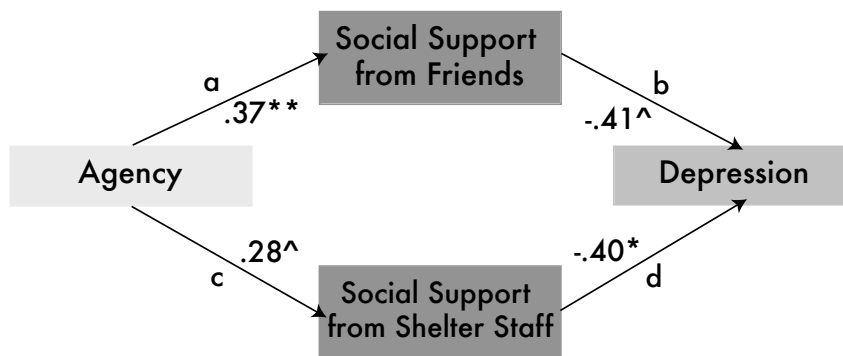 Social Support
from Friends
a
.37**
b
-.41^
Agency
Depression
.28^
c
-.40*
d
Social Support
from Shelter Staff